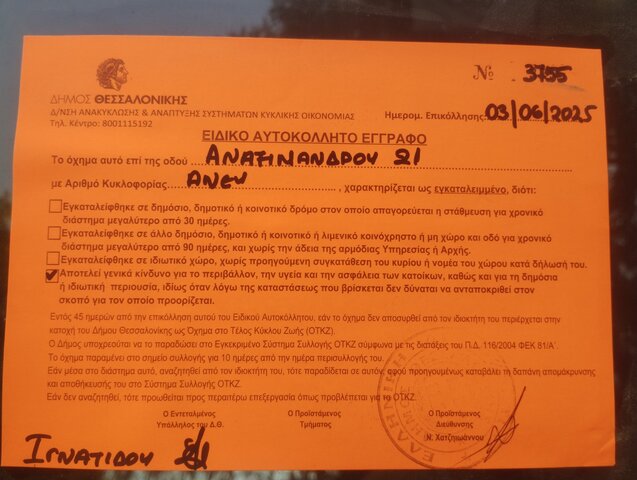 ΔΗΜΟΣ ΘΕΣΣΑΛΟΝΙΚΗΣ
Δ/ΝΣΗ ΑΝΑΚΥΚΛΩΣΗΣ & ΑΝΑΠΤΥΞΗΣ ΣΥΣΤΗΜΑΤΩΝ ΚΥΚΛΙΚΗΣ ΟΙΚΟΝΟΜΙΑΣ
Τηλ. Κέντρο: 8001115192
№ 3755
Ημερομ. Επικόλλησης: 03/06/2025
ΕΙΔΙΚΟ ΑΥΤΟΚΟΛΛΗΤΟ ΕΓΓΡΑΦΟ
Το όχημα αυτό επί της οδού ΑΝΑΞΙΜΑΝΔΡΟΥ 21
με Αριθμό Κυκλοφορίας ΑΝΕΥ, χαρακτηρίζεται ως εγκαταλειμμένο, διότι:
Εγκαταλείφθηκε σε δημόσιο, δημοτικό ή κοινοτικό δρόμο στον οποίο απαγορεύεται η στάθμευση για χρονικό
διάστημα μεγαλύτερο από 30 ημέρες.
Εγκαταλείφθηκε σε άλλο δημόσιο, δημοτικό ή κοινοτικό ή λιμενικό κοινόχρηστο ή μη χώρο και οδό για χρονικό
διάστημα μεγαλύτερο από 90 ημέρες, και χωρίς την άδεια της αρμόδιας Υπηρεσίας ή Αρχής.
Εγκαταλείφθηκε σε ιδιωτικό χώρο, χωρίς προηγούμενη συγκατάθεση του κυρίου ή νομέα του χώρου κατά δήλωσή του.
Αποτελεί γενικά κίνδυνο για το περιβάλλον, την υγεία και την ασφάλεια των κατοίκων, καθώς και για τη δημόσια
ή ιδιωτική περιουσία, ιδίως όταν λόγω της καταστάσεως που βρίσκεται δεν δύναται να ανταποκριθεί στον
σκοπό για τον οποίο προορίζεται.
Εντός 45 ημερών από την επικόλληση αυτού του Ειδικού Αυτοκόλλητου, εάν το όχημα δεν αποσυρθεί από τον ιδιοκτήτη του περιέρχεται στην
κατοχή του Δήμου Θεσσαλονίκης ως Όχημα στο Τέλος Κύκλου Ζωής (ΟΤΚΖ).
Ο Δήμος υποχρεούται να το παραδώσει στο Εγκεκριμένο Σύστημα Συλλογής ΟΤΚΖ σύμφωνα με τις διατάξεις του Π.Δ. 116/2004 ΦΕΚ 81/Α΄.
Το όχημα παραμένει στο σημείο συλλογής για 10 ημέρες από την ημέρα περισυλλογής του.
Εάν μέσα στο διάστημα αυτό, αναζητηθεί από τον ιδιοκτήτη του, τότε παραδίδεται σε αυτόν, αφού προηγουμένως καταβάλει τη δαπάνη απομάκρυνσης
και αποθήκευσής του στο Σύστημα Συλλογής ΟΤΚΖ.
Εάν δεν αναζητηθεί, τότε προωθείται προς περαιτέρω επεξεργασία όπως προβλέπεται για τα ΟΤΚΖ.
Ο Εντεταλμένος
Υπάλληλος του Δ.Θ.
Ο Προϊστάμενος
Τμήματος
Ο Προϊστάμενος
Διεύθυνσης
Ν. Χατζηιωάννου
ΙΓΝΑΤΙΔΟΥ